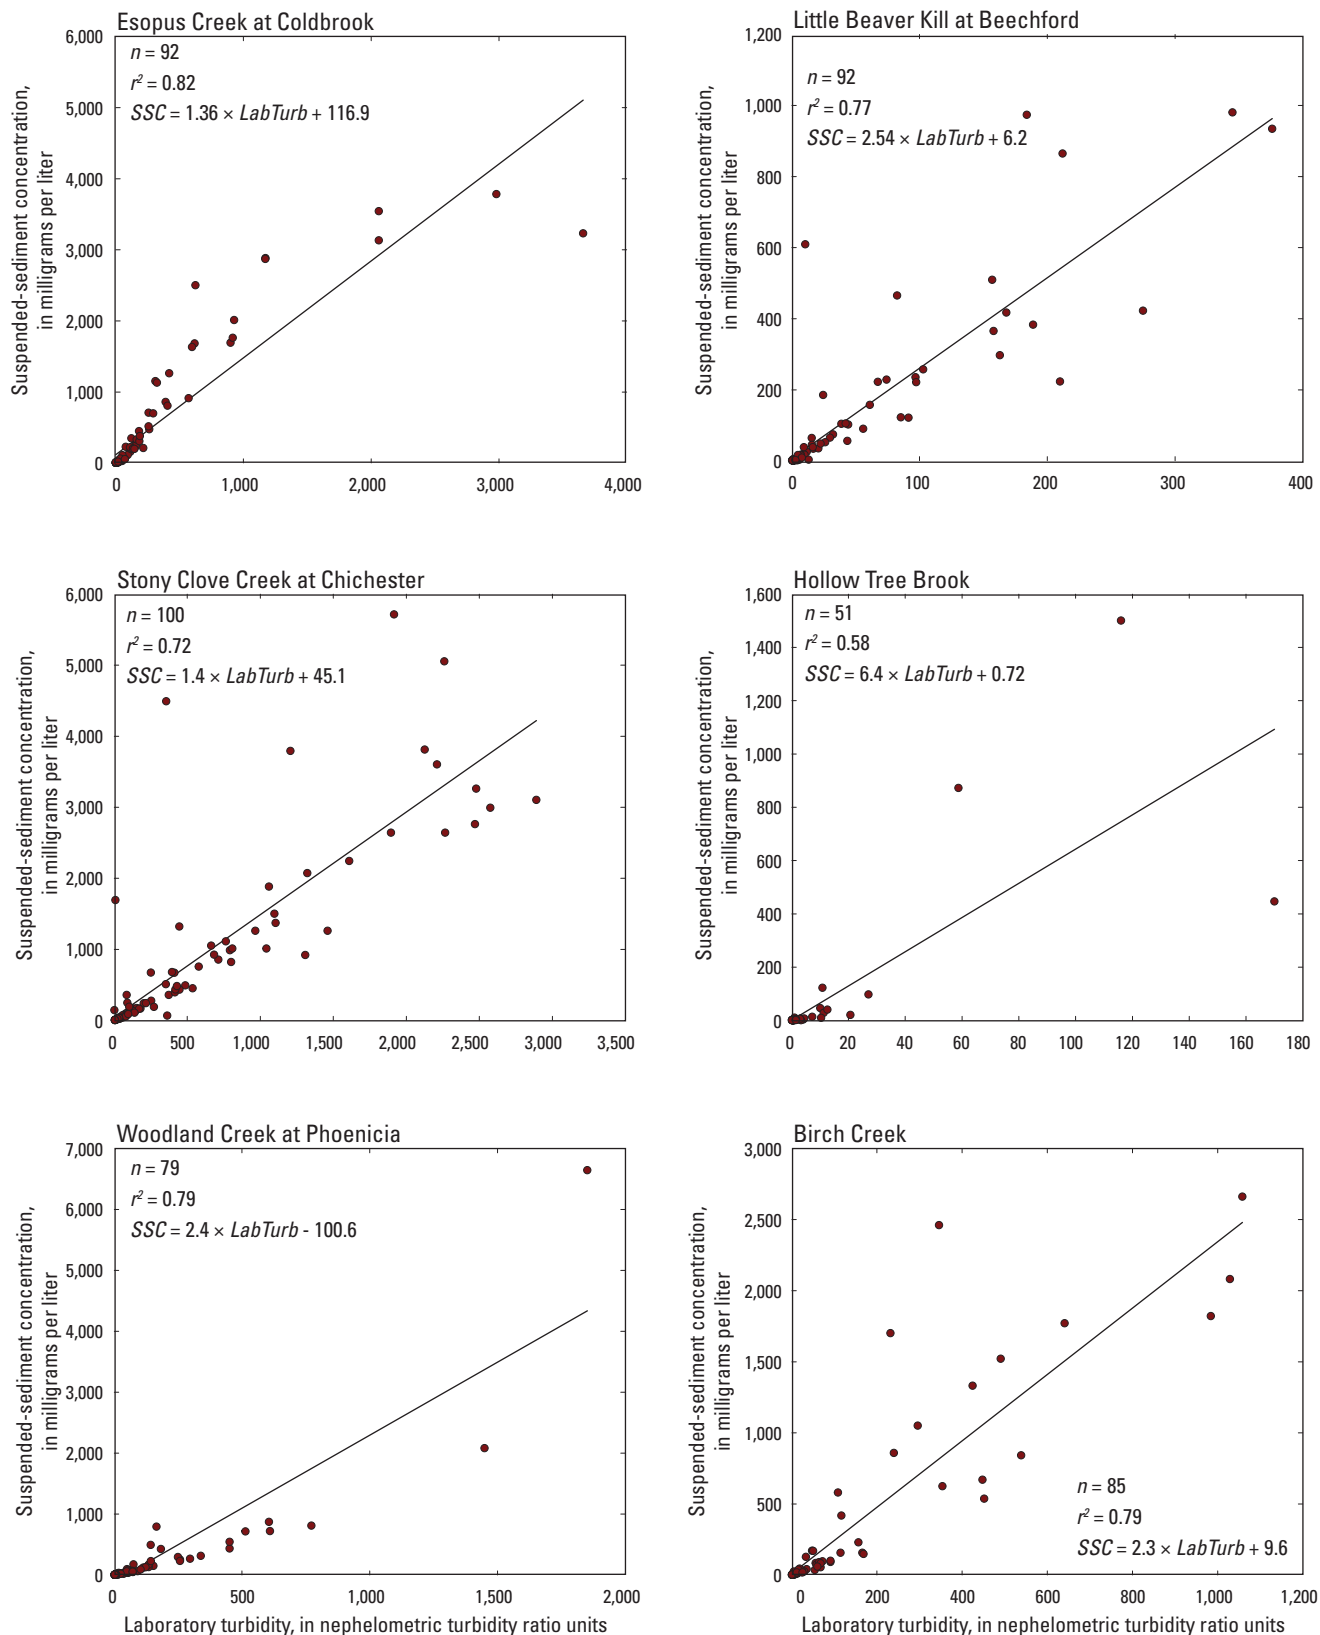 Esopus Creek at Coldbrook
n = 92
r² = 0.82
SSC = 1.36 × LabTurb + 116.9
Suspended-sediment concentration,
in milligrams per liter
6,000
5,000
4,000
3,000
2,000
1,000
0
0 1,000 2,000 3,000 4,000
Little Beaver Kill at Beechford
n = 92
r² = 0.77
SSC = 2.54 × LabTurb + 6.2
Suspended-sediment concentration,
in milligrams per liter
1,200
1,000
800
600
400
200
0
0 100 200 300 400
Stony Clove Creek at Chichester
n = 100
r² = 0.72
SSC = 1.4 × LabTurb + 45.1
Suspended-sediment concentration,
in milligrams per liter
6,000
5,000
4,000
3,000
2,000
1,000
0
0 500 1,000 1,500 2,000 2,500 3,000 3,500
Hollow Tree Brook
n = 51
r² = 0.58
SSC = 6.4 × LabTurb + 0.72
Suspended-sediment concentration,
in milligrams per liter
1,600
1,400
1,200
1,000
800
600
400
200
0
0 20 40 60 80 100 120 140 160 180
Woodland Creek at Phoenicia
n = 79
r² = 0.79
SSC = 2.4 × LabTurb - 100.6
Suspended-sediment concentration,
in milligrams per liter
7,000
6,000
5,000
4,000
3,000
2,000
1,000
0
0 500 1,000 1,500 2,000
Laboratory turbidity, in nephelometric turbidity ratio units
Birch Creek
n = 85
r² = 0.79
SSC = 2.3 × LabTurb + 9.6
Suspended-sediment concentration,
in milligrams per liter
3,000
2,500
2,000
1,500
1,000
500
0
0 200 400 600 800 1,000 1,200
Laboratory turbidity, in nephelometric turbidity ratio units